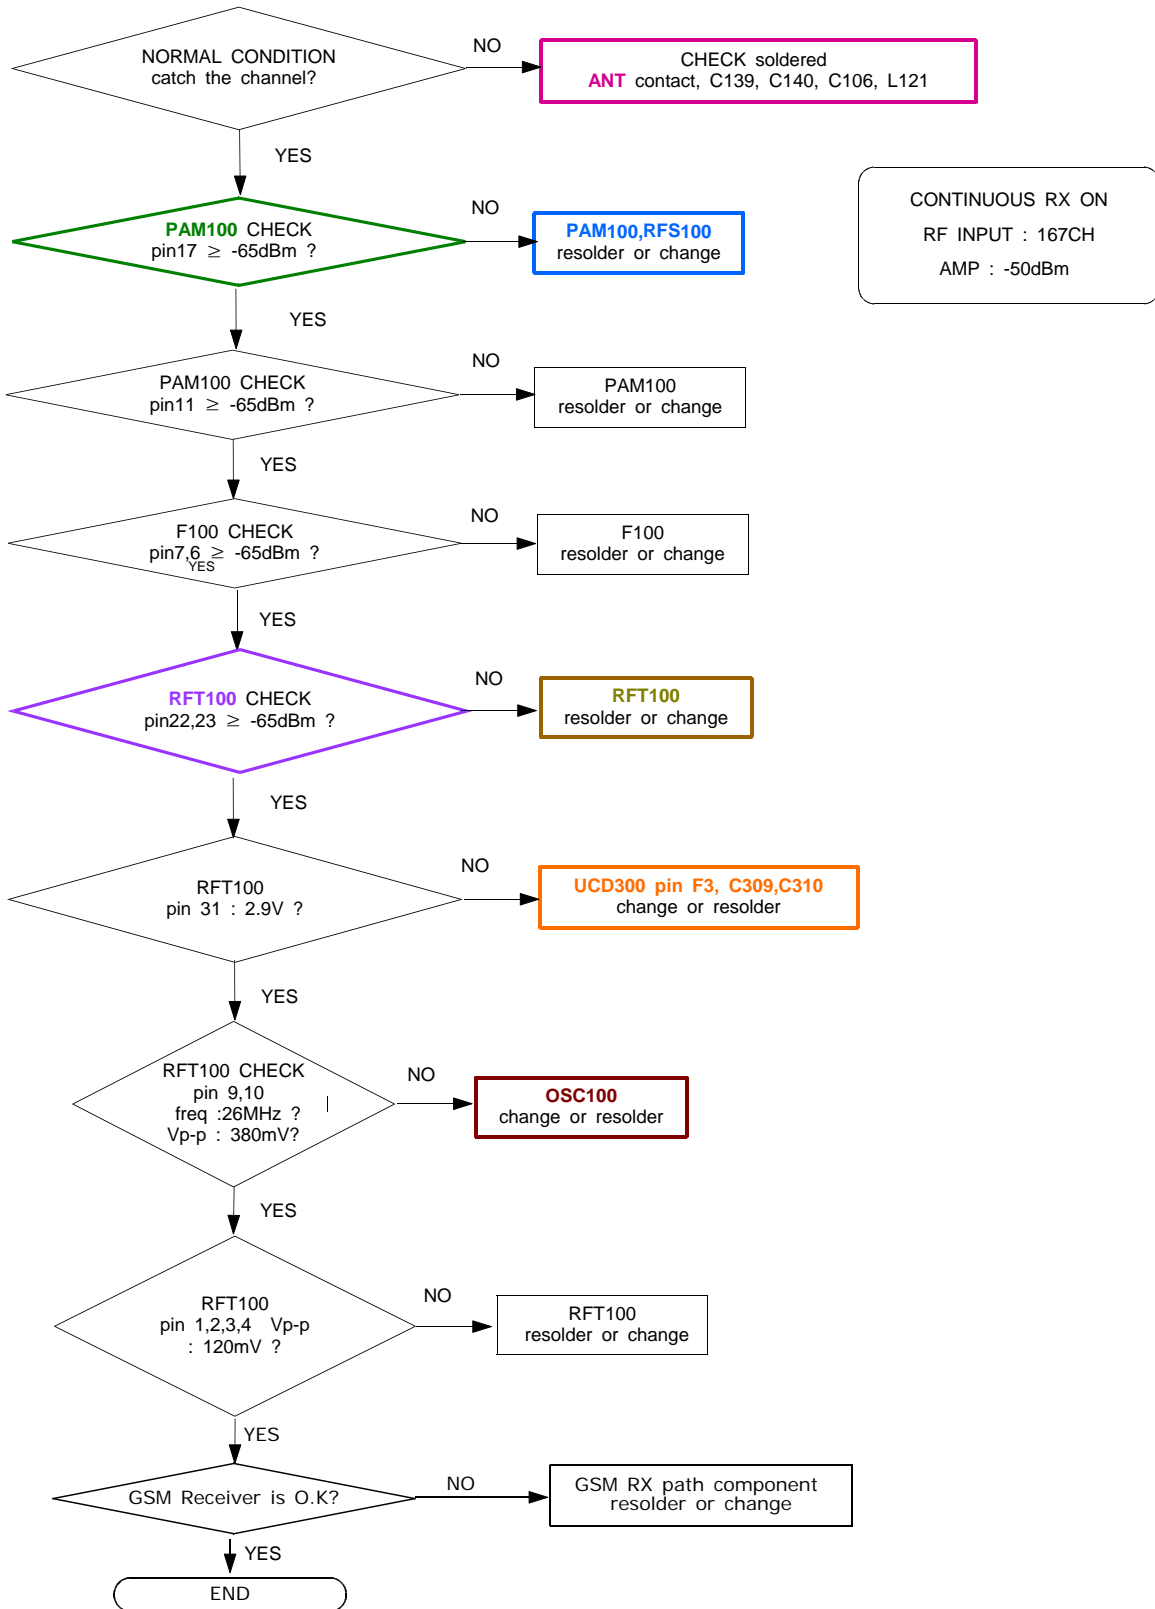 NORMAL CONDITION
catch the channel?
NO
CHECK soldered
ANT contact, C139, C140, C106, L121
YES
CONTINUOUS RX ON
RF INPUT : 167CH
AMP : -50dBm
PAM100 CHECK
pin17 ≥ -65dBm ?
NO
PAM100,RFS100
resolder or change
YES
PAM100 CHECK
pin11 ≥ -65dBm ?
NO
PAM100
resolder or change
YES
F100 CHECK
pin7,6 ≥ -65dBm ?
YES
NO
F100
resolder or change
YES
RFT100 CHECK
pin22,23 ≥ -65dBm ?
NO
RFT100
resolder or change
YES
RFT100
pin 31 : 2.9V ?
NO
UCD300 pin F3, C309,C310
change or resolder
YES
RFT100 CHECK
pin 9,10
freq :26MHz ?
Vp-p : 380mV?
NO
OSC100
change or resolder
YES
RFT100
pin 1,2,3,4 Vp-p
: 120mV ?
NO
RFT100
resolder or change
YES
GSM Receiver is O.K?
NO
GSM RX path component
resolder or change
YES
END